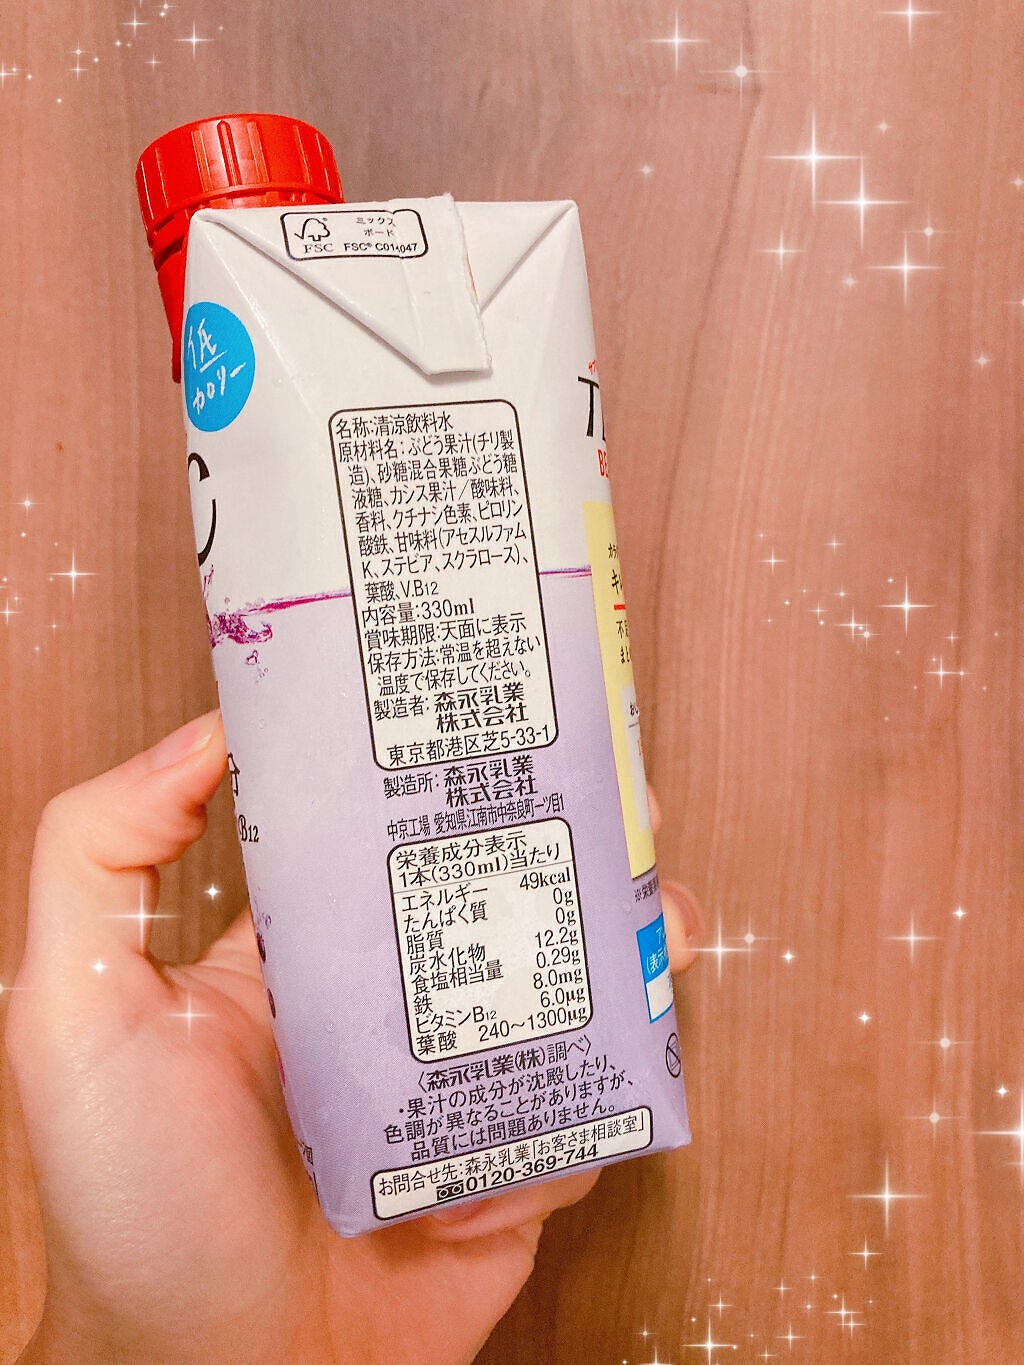 ミックス
ボード
FSC
FSC® C014047
低
カロリー
C
名称:清涼飲料水
原材料名:ぶどう果汁(チリ製
造)、砂糖混合果糖ぶどう糖
液糖、カシス果汁/酸味料、
香料、クチナシ色素、ピロリン
酸鉄、甘味料(アセスルファム
K、ステビア、スクラロース)、
葉酸、V.B12
内容量:330ml
賞味期限:天面に表示
保存方法:常温を超えない
温度で保存してください。
製造者:森永乳業
株式会社
東京都港区芝5-33-1
製造所:森永乳業
株式会社
中京工場 愛知県江南市中奈良町一ツ目1
B12
栄養成分表示
1本(330ml)当たり
エネルギー 49kcal
たんぱく質 0g
脂質 0g
炭水化物 12.2g
食塩相当量 0.29g
鉄 8.0mg
ビタミンB12 6.0μg
葉酸 240~1300μg
〈森永乳業(株)調べ〉
・果汁の成分が沈殿したり、
色調が異なることがありますが、
品質には問題ありません。
お問合せ先:森永乳業「お客さま相談室」
0120-369-744